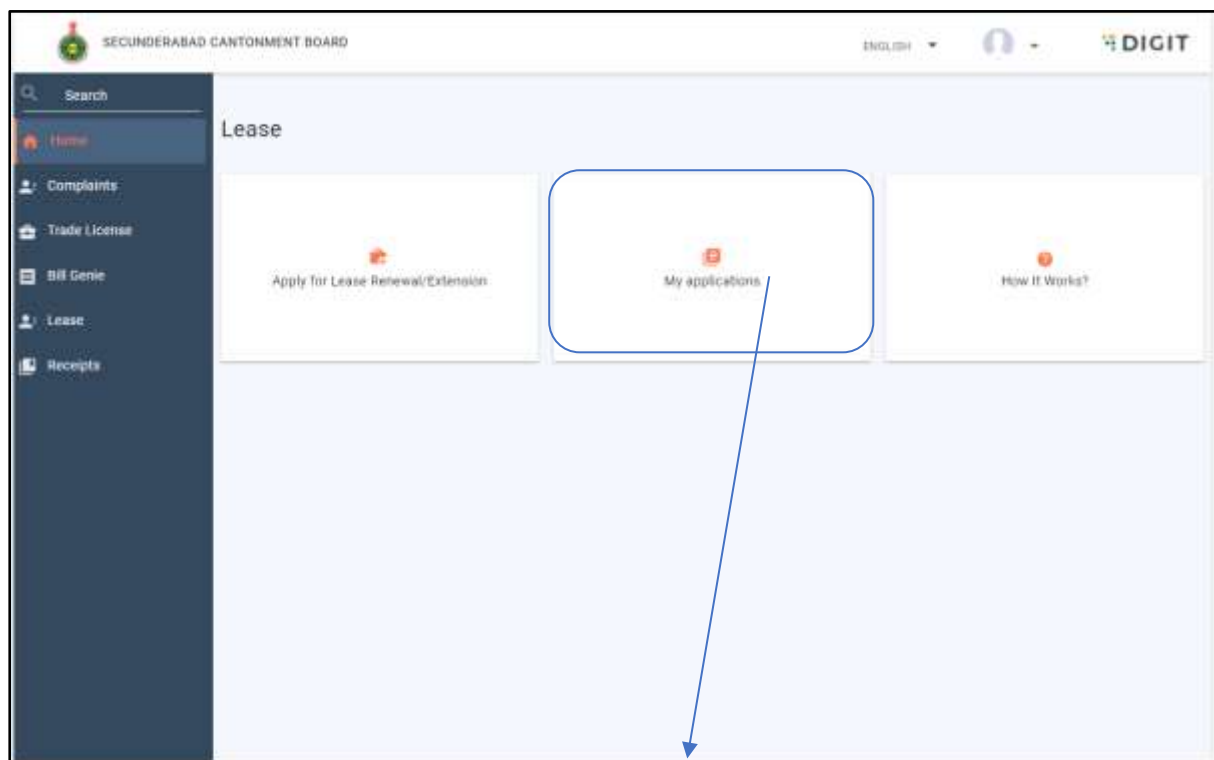 SECUNDERABAD CANTONMENT BOARD
ENGLISH
DIGIT
Search
Home
Complaints
Trade License
Bill Genie
Lease
Receipts
Lease
Apply for Lease Renewal/Extension
My applications
How It Works?